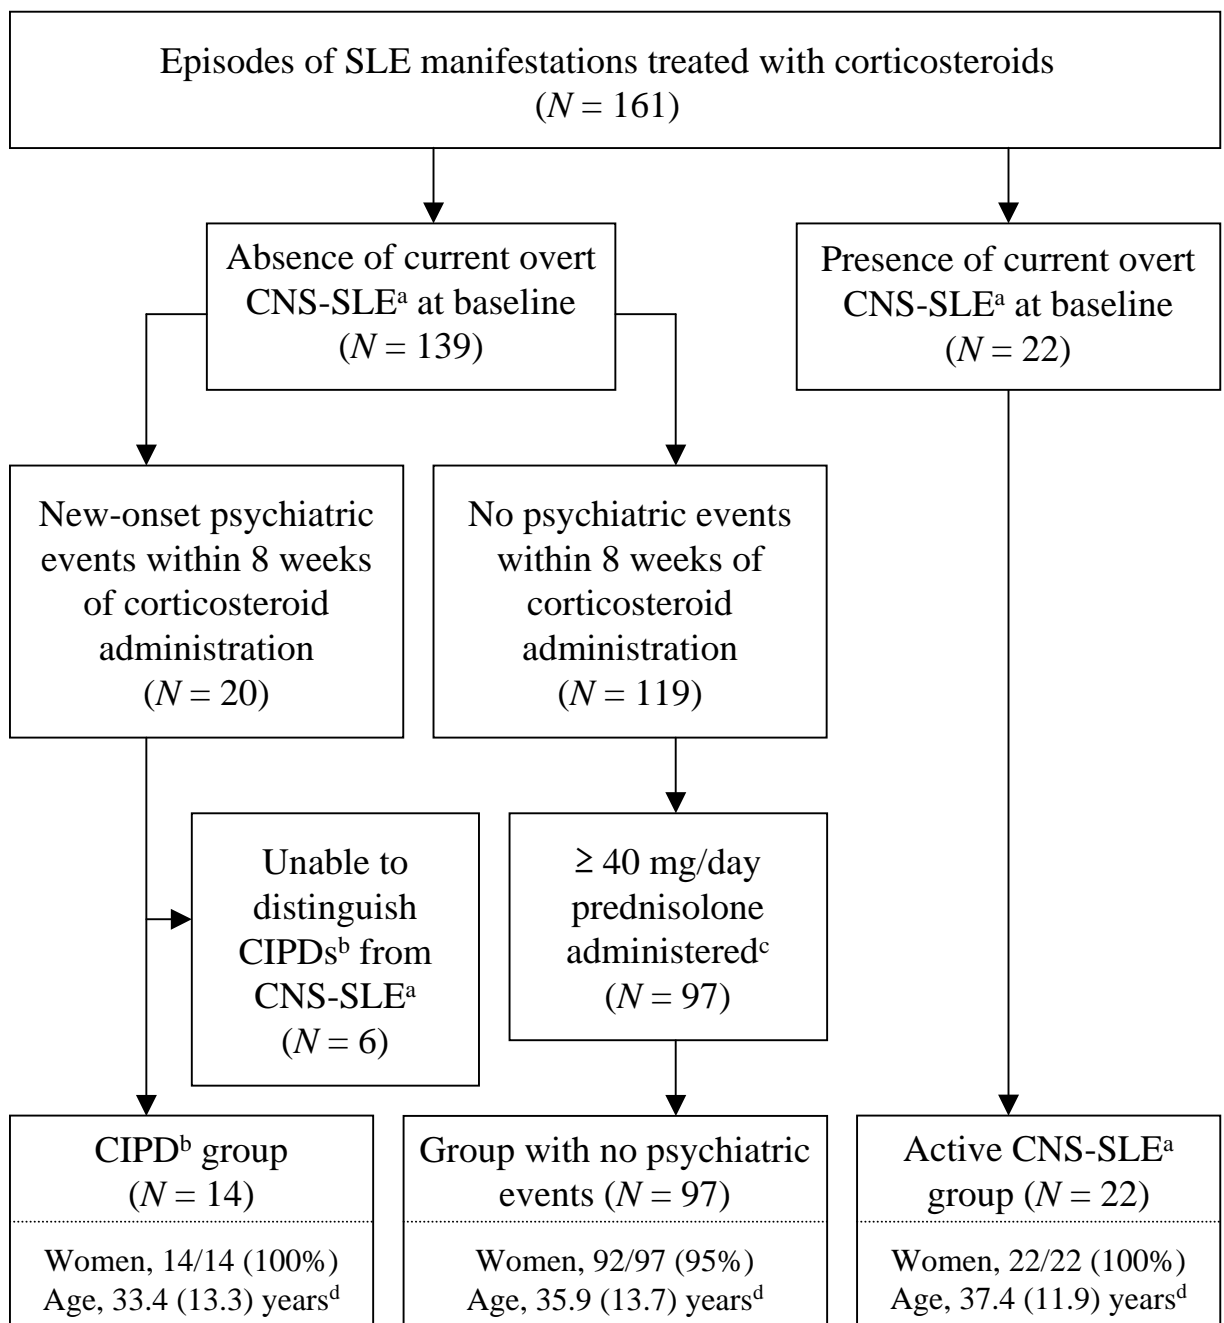 Episodes of SLE manifestations treated with corticosteroids
(N = 161)
Absence of current overt
CNS-SLEᵃ at baseline
(N = 139)
Presence of current overt
CNS-SLEᵃ at baseline
(N = 22)
New-onset psychiatric
events within 8 weeks
of corticosteroid
administration
(N = 20)
No psychiatric events
within 8 weeks of
corticosteroid
administration
(N = 119)
Unable to
distinguish
CIPDsᵇ from
CNS-SLEᵃ
(N = 6)
≥ 40 mg/day
prednisolone
administeredᶜ
(N = 97)
CIPDᵇ group
(N = 14)
Women, 14/14 (100%)
Age, 33.4 (13.3) yearsᵈ
Group with no psychiatric
events (N = 97)
Women, 92/97 (95%)
Age, 35.9 (13.7) yearsᵈ
Active CNS-SLEᵃ
group (N = 22)
Women, 22/22 (100%)
Age, 37.4 (11.9) yearsᵈ